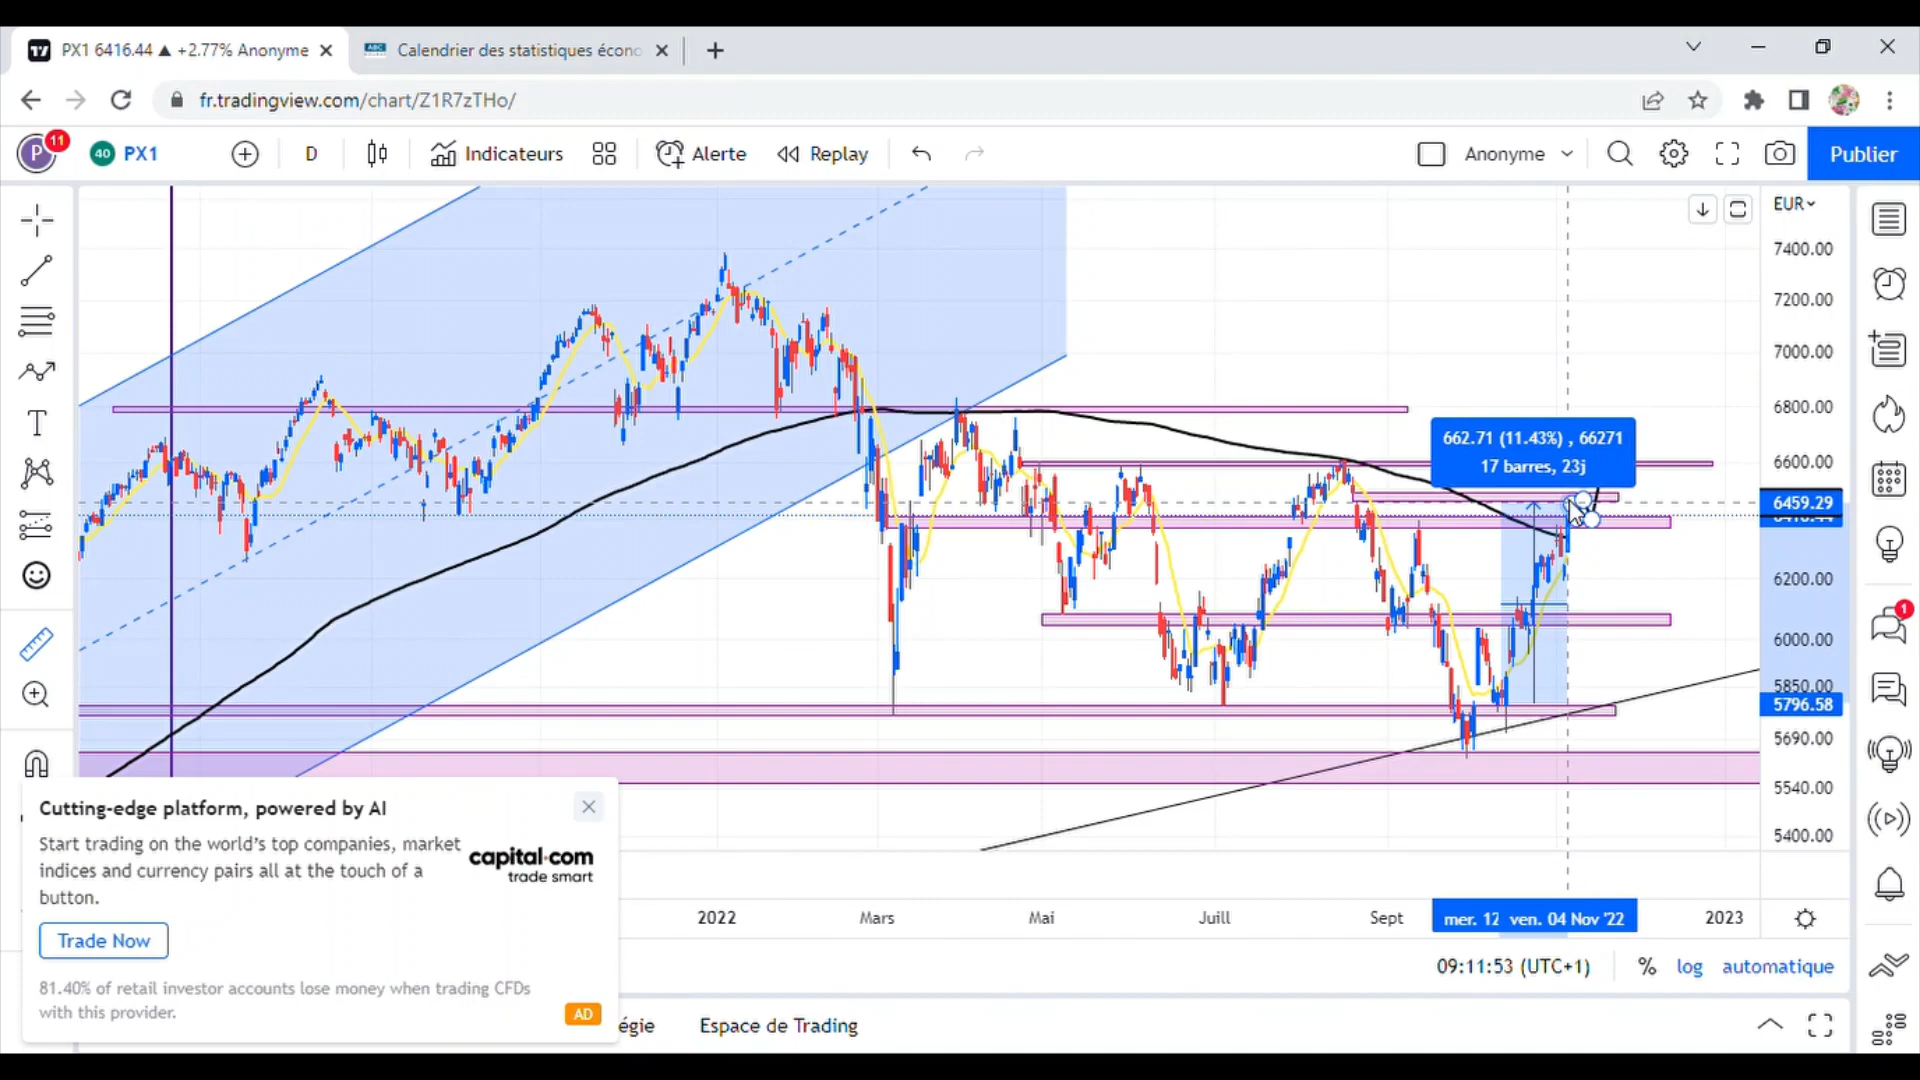 PX1 6416.44 ▲ +2.77% Anonyme
Calendrier des statistiques écono
fr.tradingview.com/chart/Z1R7zTHo/
P
11
40
PX1
D
Indicateurs
Alerte
Replay
Anonyme
Publier
EUR
7400.00
7200.00
7000.00
6800.00
6600.00
6459.29
6200.00
6000.00
5850.00
5796.58
5690.00
5540.00
5400.00
662.71 (11.43%) , 66271
17 barres, 23j
1
T
Cutting-edge platform, powered by AI
Start trading on the world's top companies, market
indices and currency pairs all at the touch of a
button.
capital.com
trade smart
Trade Now
81.40% of retail investor accounts lose money when trading CFDs
with this provider.
AD
2022
Mars
Mai
Juill
Sept
mer. 12
ven. 04 Nov '22
2023
09:11:53 (UTC+1)
%
log
automatique
égie
Espace de Trading